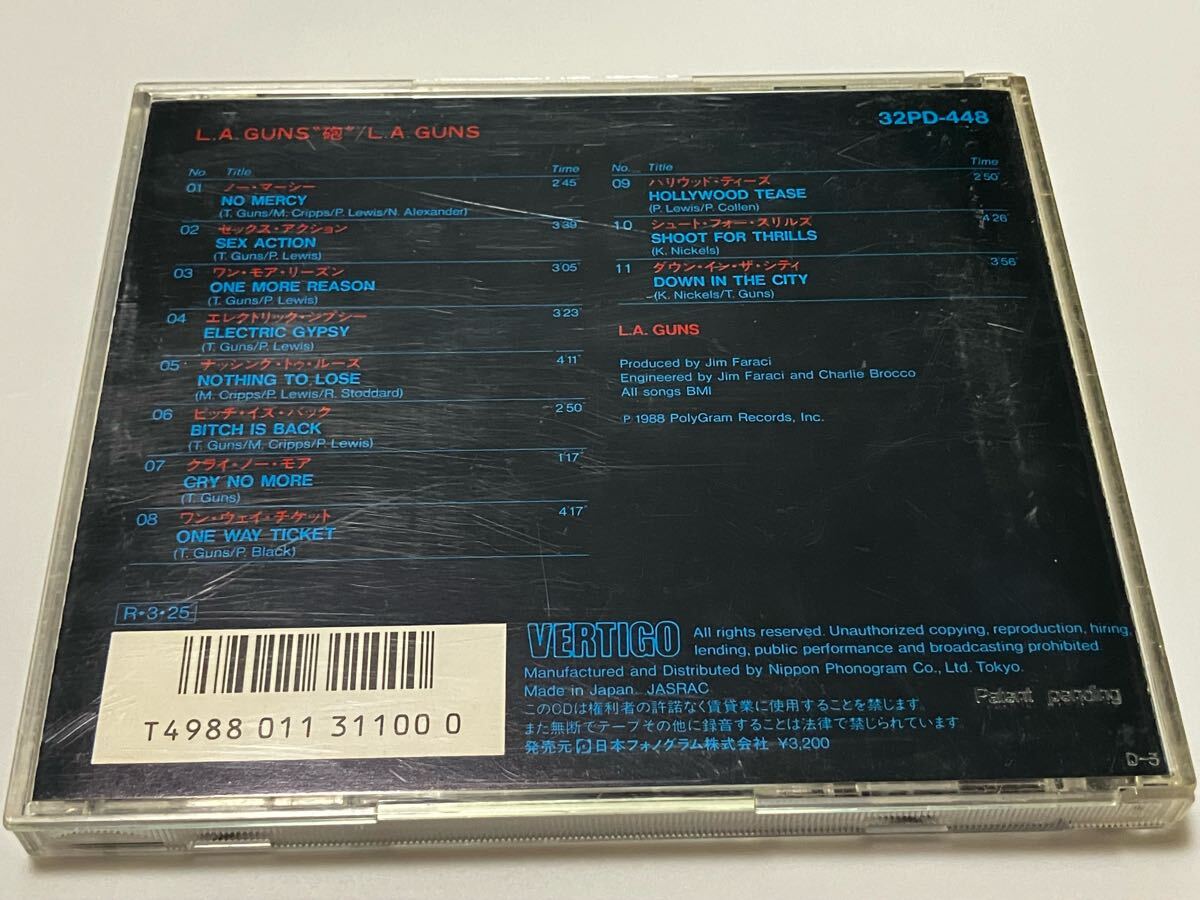 L.A. GUNS "砲" / L.A. GUNS
32PD-448
No. Title Time
01 ノー・マーシー 2'45"
NO MERCY
(T. Guns/M. Cripps/P. Lewis/N. Alexander)
02 セックス・アクション 3'39"
SEX ACTION
(T. Guns/P. Lewis)
03 ワン・モア・リーズン 3'05"
ONE MORE REASON
(T. Guns/P. Lewis)
04 エレクトリック・ジプシー 3'23"
ELECTRIC GYPSY
(T. Guns/P. Lewis)
05 ナッシング・トゥ・ルーズ 4'11"
NOTHING TO LOSE
(M. Cripps/P. Lewis/R. Stoddard)
06 ビッチ・イズ・バック 2'50"
BITCH IS BACK
(T. Guns/M. Cripps/P. Lewis)
07 クライ・ノー・モア 1'17"
CRY NO MORE
(T. Guns)
08 ワン・ウェイ・チケット 4'17"
ONE WAY TICKET
(T. Guns/P. Black)
No. Title Time
09 ハリウッド・ティーズ 2'50"
HOLLYWOOD TEASE
(P. Lewis/P. Collen)
10 シュート・フォー・スリルズ 4'26"
SHOOT FOR THRILLS
(K. Nickels)
11 ダウン・イン・ザ・シティ 3'56"
DOWN IN THE CITY
(K. Nickels/T. Guns)
L.A. GUNS
Produced by Jim Faraci
Engineered by Jim Faraci and Charlie Brocco
All songs BMI
℗ 1988 PolyGram Records, Inc.
R・3・25
T4988 011 31100 0
VERTIGO
All rights reserved. Unauthorized copying, reproduction, hiring,
lending, public performance and broadcasting prohibited.
Manufactured and Distributed by Nippon Phonogram Co., Ltd. Tokyo.
Made in Japan. JASRAC
このCDは権利者の許諾なく賃貸業に使用することを禁じます。
また無断でテープその他に録音することは法律で禁じられています
発売元 日本フォノグラム株式会社 ¥3,200
Patent pending
D-3